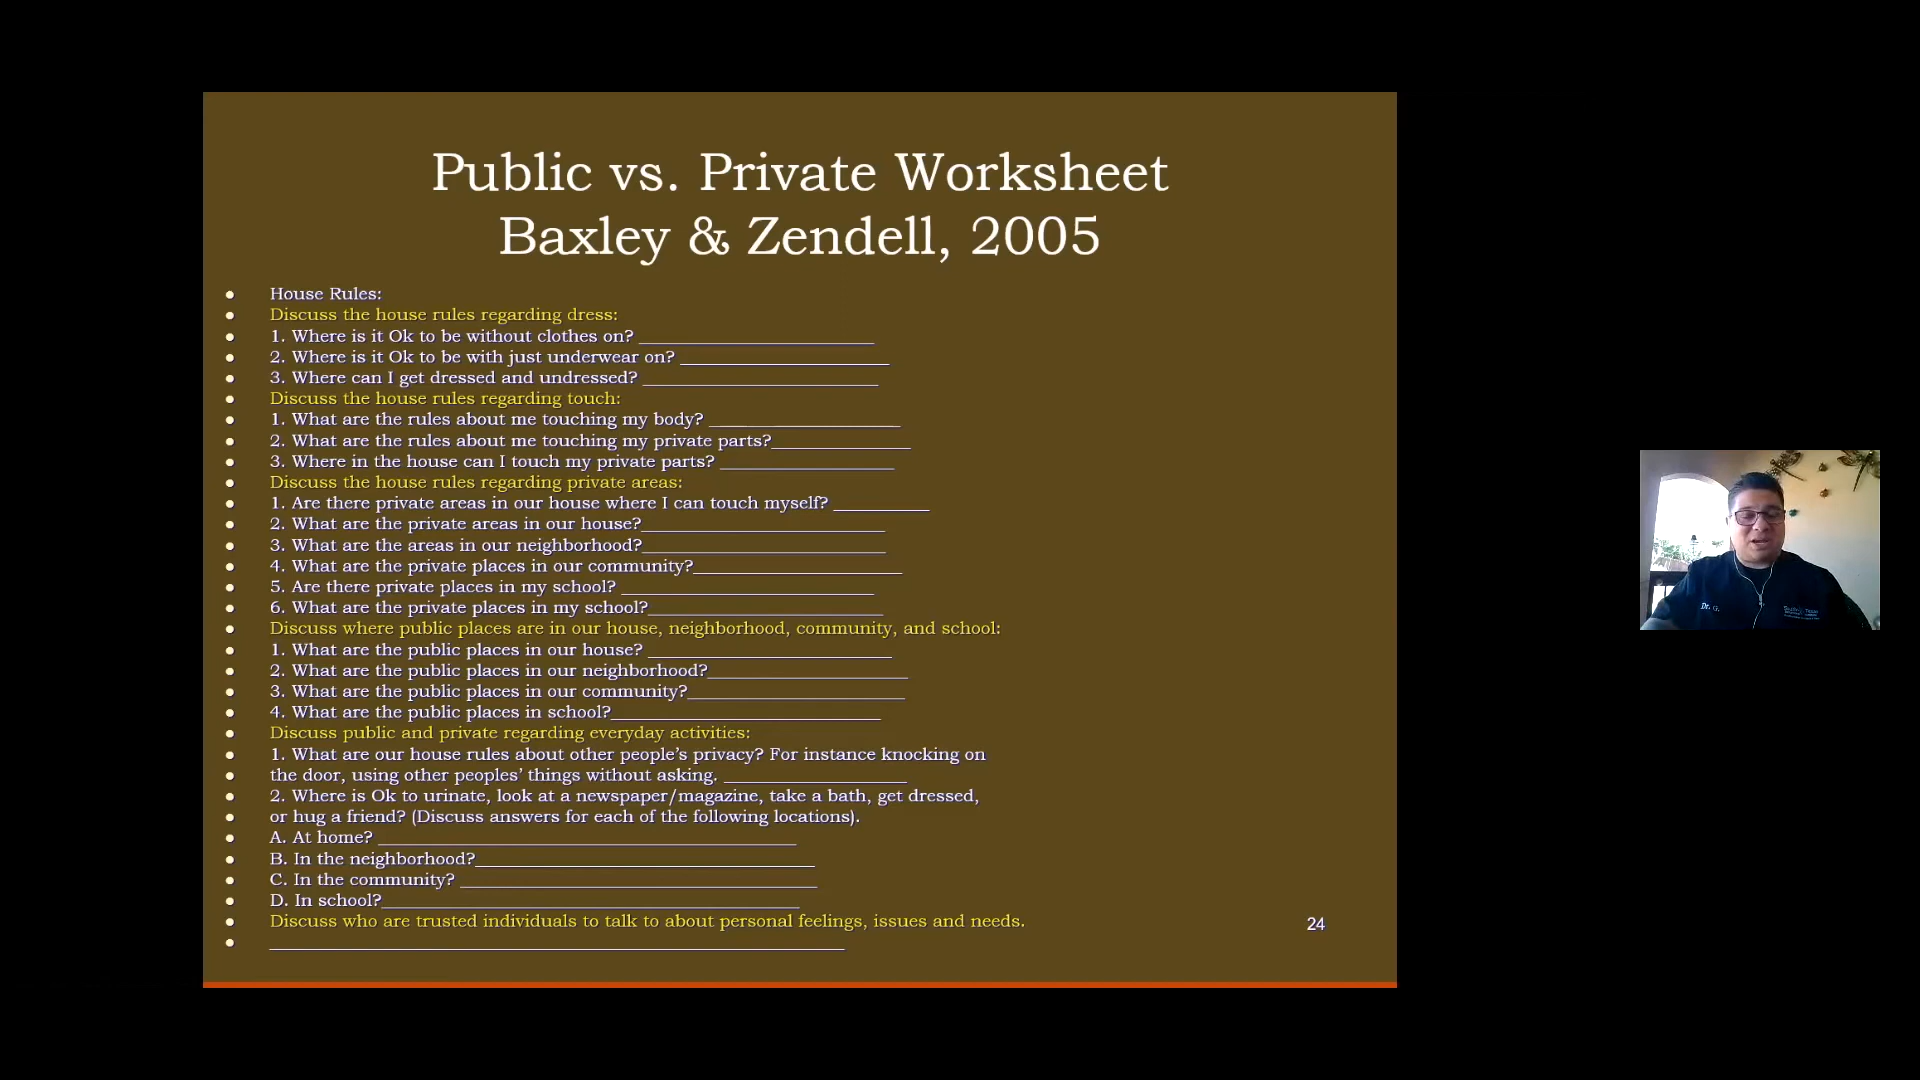 Public vs. Private Worksheet
Baxley & Zendell, 2005
● House Rules:
● Discuss the house rules regarding dress:
● 1. Where is it Ok to be without clothes on? ____________________
● 2. Where is it Ok to be with just underwear on? ____________________
● 3. Where can I get dressed and undressed? ____________________
● Discuss the house rules regarding touch:
● 1. What are the rules about me touching my body? ____________________
● 2. What are the rules about me touching my private parts?_______________
● 3. Where in the house can I touch my private parts? __________________
● Discuss the house rules regarding private areas:
● 1. Are there private areas in our house where I can touch myself? __________
● 2. What are the private areas in our house?_________________________
● 3. What are the areas in our neighborhood?_________________________
● 4. What are the private places in our community?_____________________
● 5. Are there private places in my school? __________________________
● 6. What are the private places in my school?________________________
● Discuss where public places are in our house, neighborhood, community, and school:
● 1. What are the public places in our house? _________________________
● 2. What are the public places in our neighborhood?____________________
● 3. What are the public places in our community?______________________
● 4. What are the public places in school?____________________________
● Discuss public and private regarding everyday activities:
● 1. What are our house rules about other people’s privacy? For instance knocking on
● the door, using other peoples’ things without asking. ___________________
● 2. Where is Ok to urinate, look at a newspaper/magazine, take a bath, get dressed,
● or hug a friend? (Discuss answers for each of the following locations).
● A. At home? ___________________________________________
● B. In the neighborhood?___________________________________
● C. In the community? _____________________________________
● D. In school?___________________________________________
● Discuss who are trusted individuals to talk to about personal feelings, issues and needs.
● ____________________________________________________________
24
Dr. G.